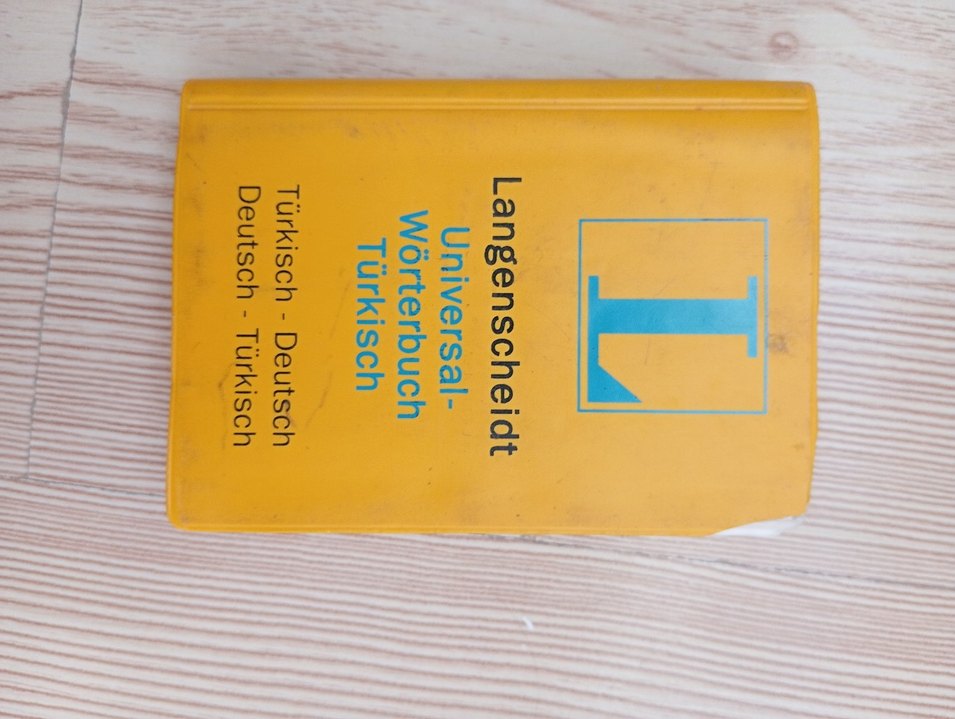 L
Langenscheidt
Universal-
Wörterbuch
Türkisch
Türkisch - Deutsch
Deutsch - Türkisch